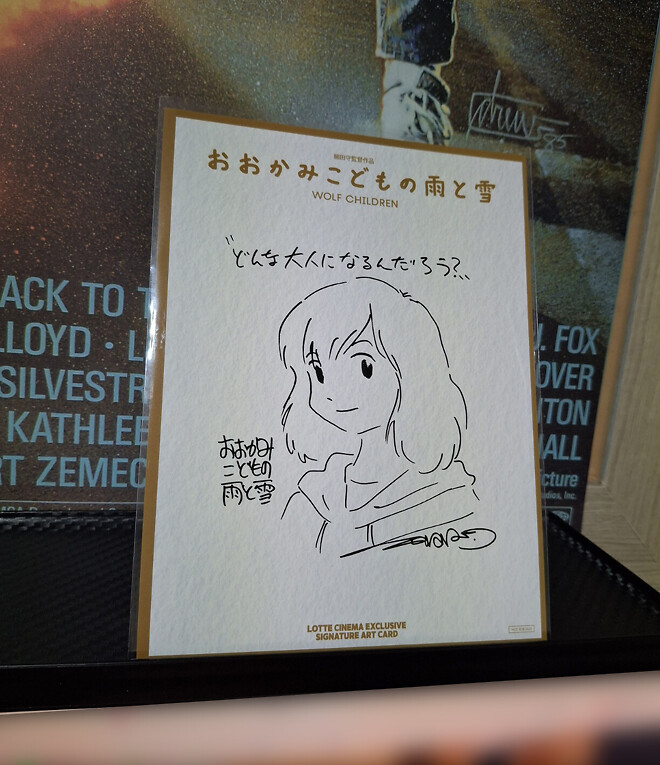 細田守監督作品
おおかみこどもの雨と雪
WOLF CHILDREN
"どんな大人になるんだろう?"
おおかみ
こどもの
雨と雪
LOTTE CINEMA EXCLUSIVE
SIGNATURE ART CARD
drew
ACK TO T
LLOYD · L
SILVESTR
KATHLEE
RT ZEMEC
J. FOX
OVER
NTON
HALL
cture